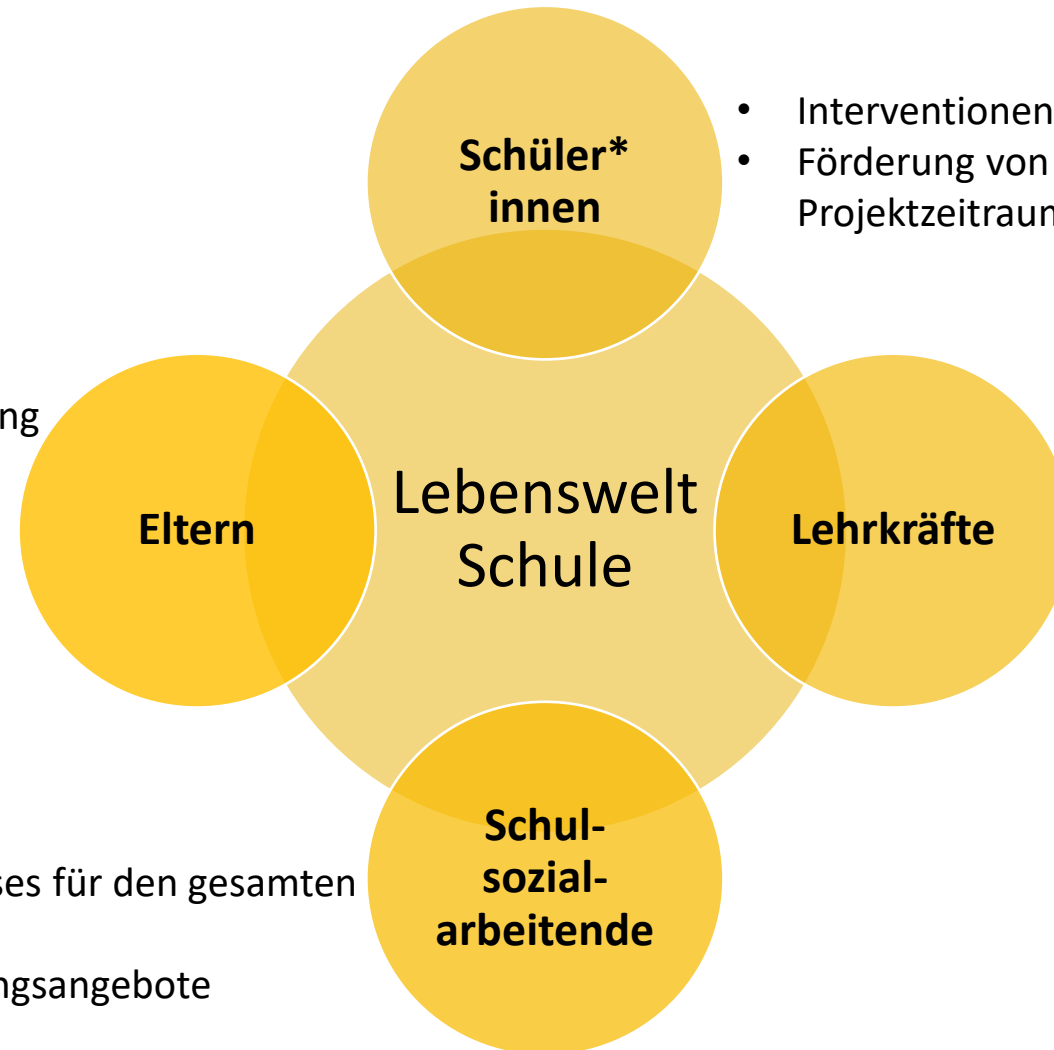 Schüler*
innen
• Interventionen
• Förderung von
Projektzeitraum
ng
Eltern
Lebenswelt
Schule
Lehrkräfte
Schul-
sozial-
arbeitende
ses für den gesamten
ngsangebote